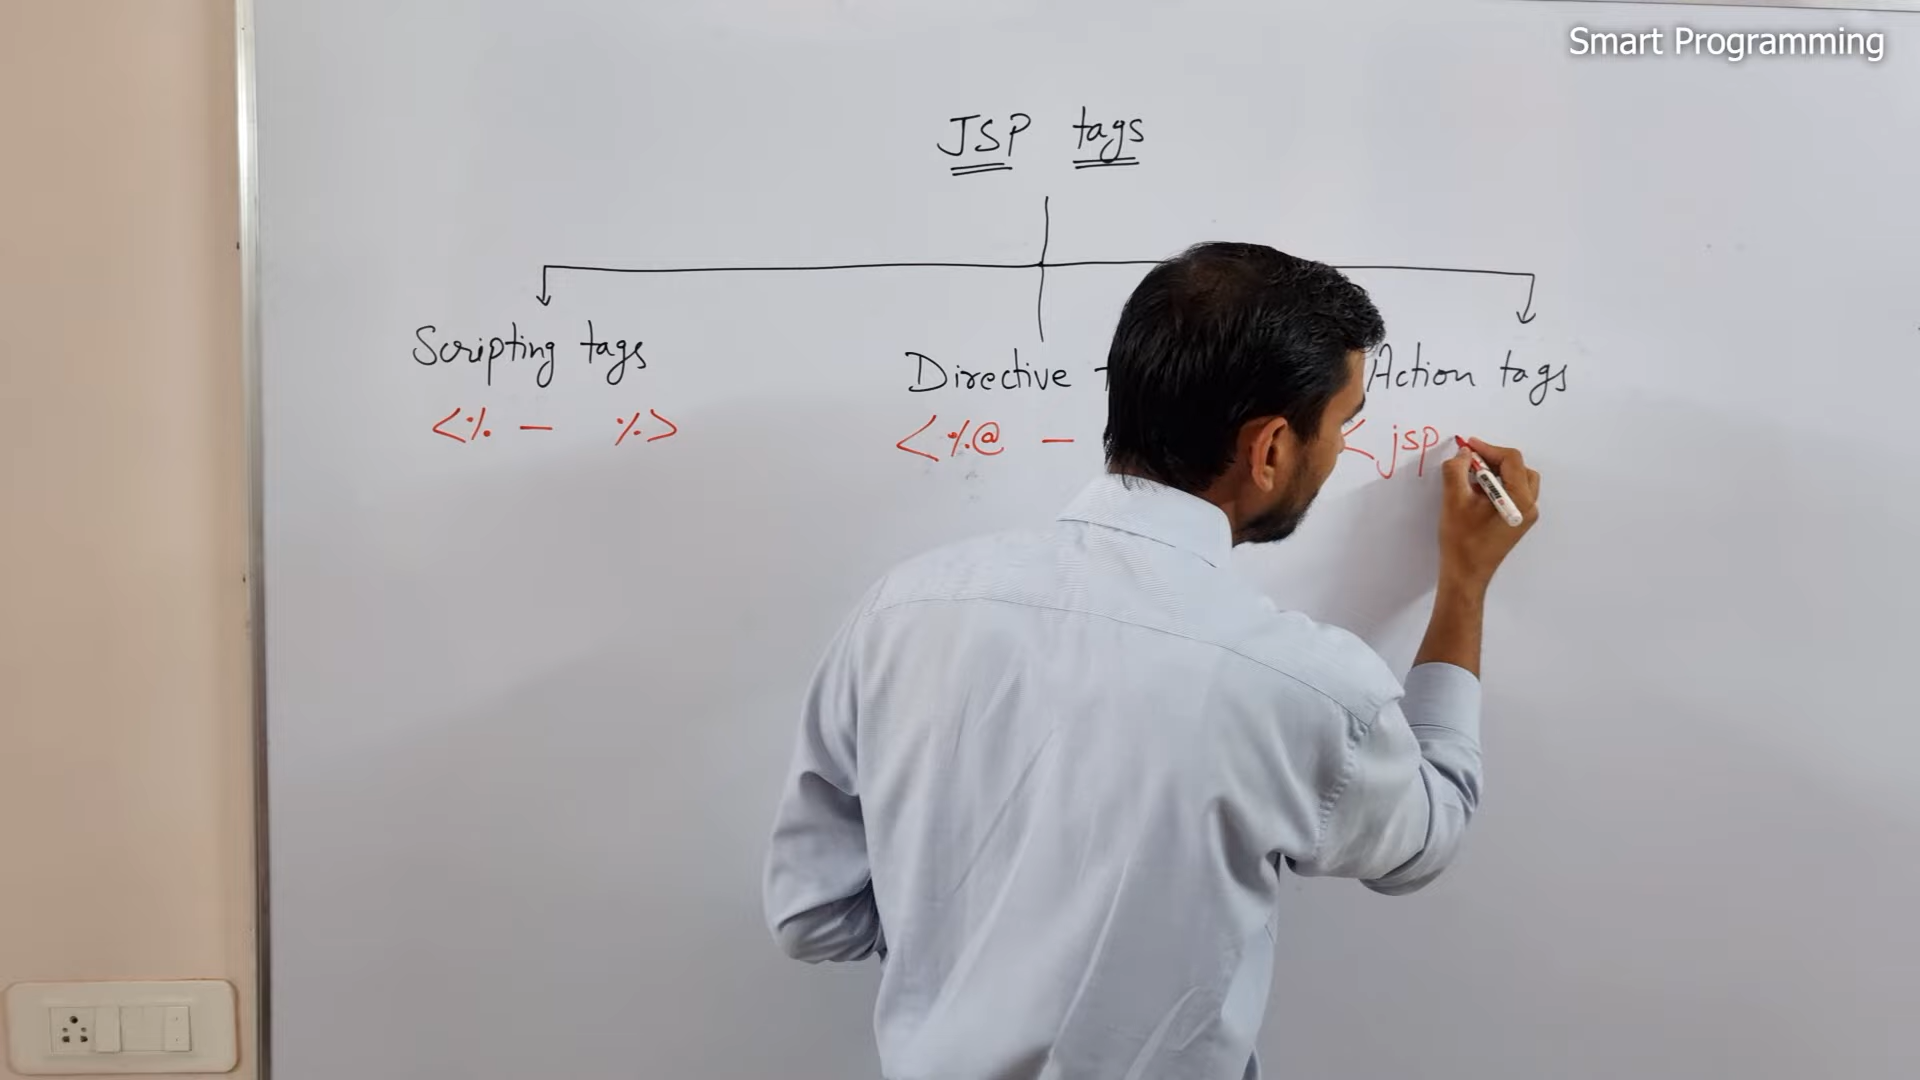 Smart Programming
JSP tags
Scripting tags
Directive
Action tags
<% — %>
<%@ —
<jsp